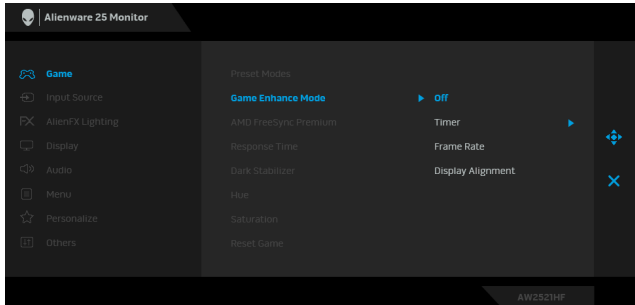 Alienware 25 Monitor
Game
Input Source
AlienFX Lighting
Display
Audio
Menu
Personalize
Others
Preset Modes
Game Enhance Mode
AMD FreeSync Premium
Response Time
Dark Stabilizer
Hue
Saturation
Reset Game
Off
Timer
Frame Rate
Display Alignment
AW2521HF